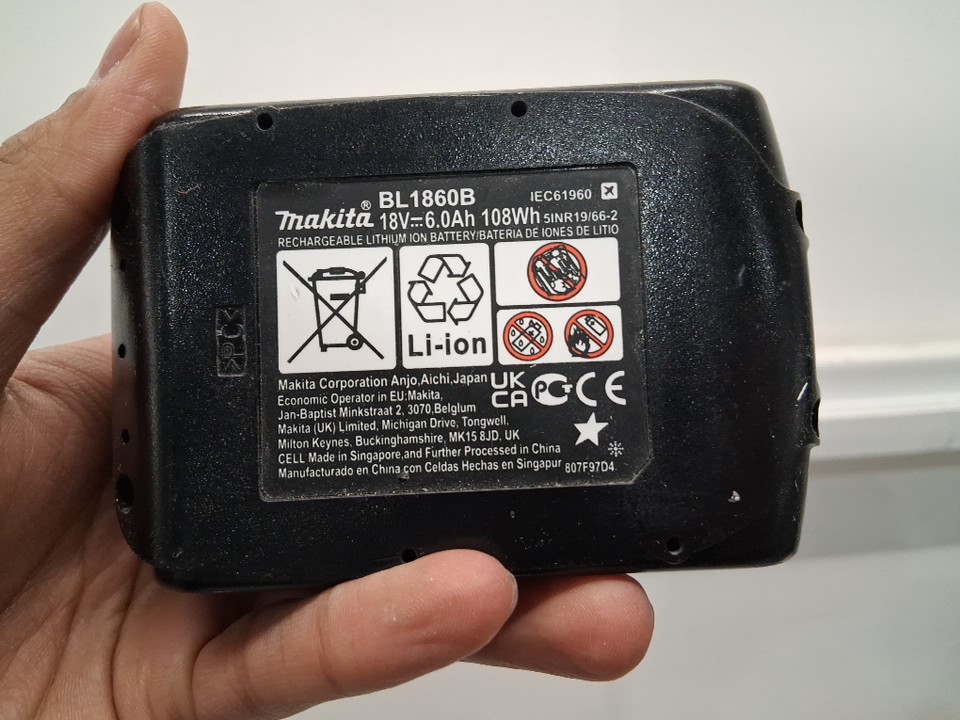 BL1860B
IEC61960
makita® 18V 6.0Ah 108Wh 5INR19/66-2
RECHARGEABLE LITHIUM ION BATTERY/BATERIA DE IONES DE LITIO
Li-ion
Makita Corporation Anjo,Aichi,Japan
Economic Operator in EU:Makita,
Jan-Baptist Minkstraat 2, 3070,Belglum
Makita (UK) Limited, Michigan Drive, Tongwell.
Milton Keynes. Buckinghamshire, MK15 8JD, UK
CELL Made in Singapore,and Further Processed in China
Manufacturado en China con Celdas Hechas en Singapur
UK
CA
CE
807F97D4